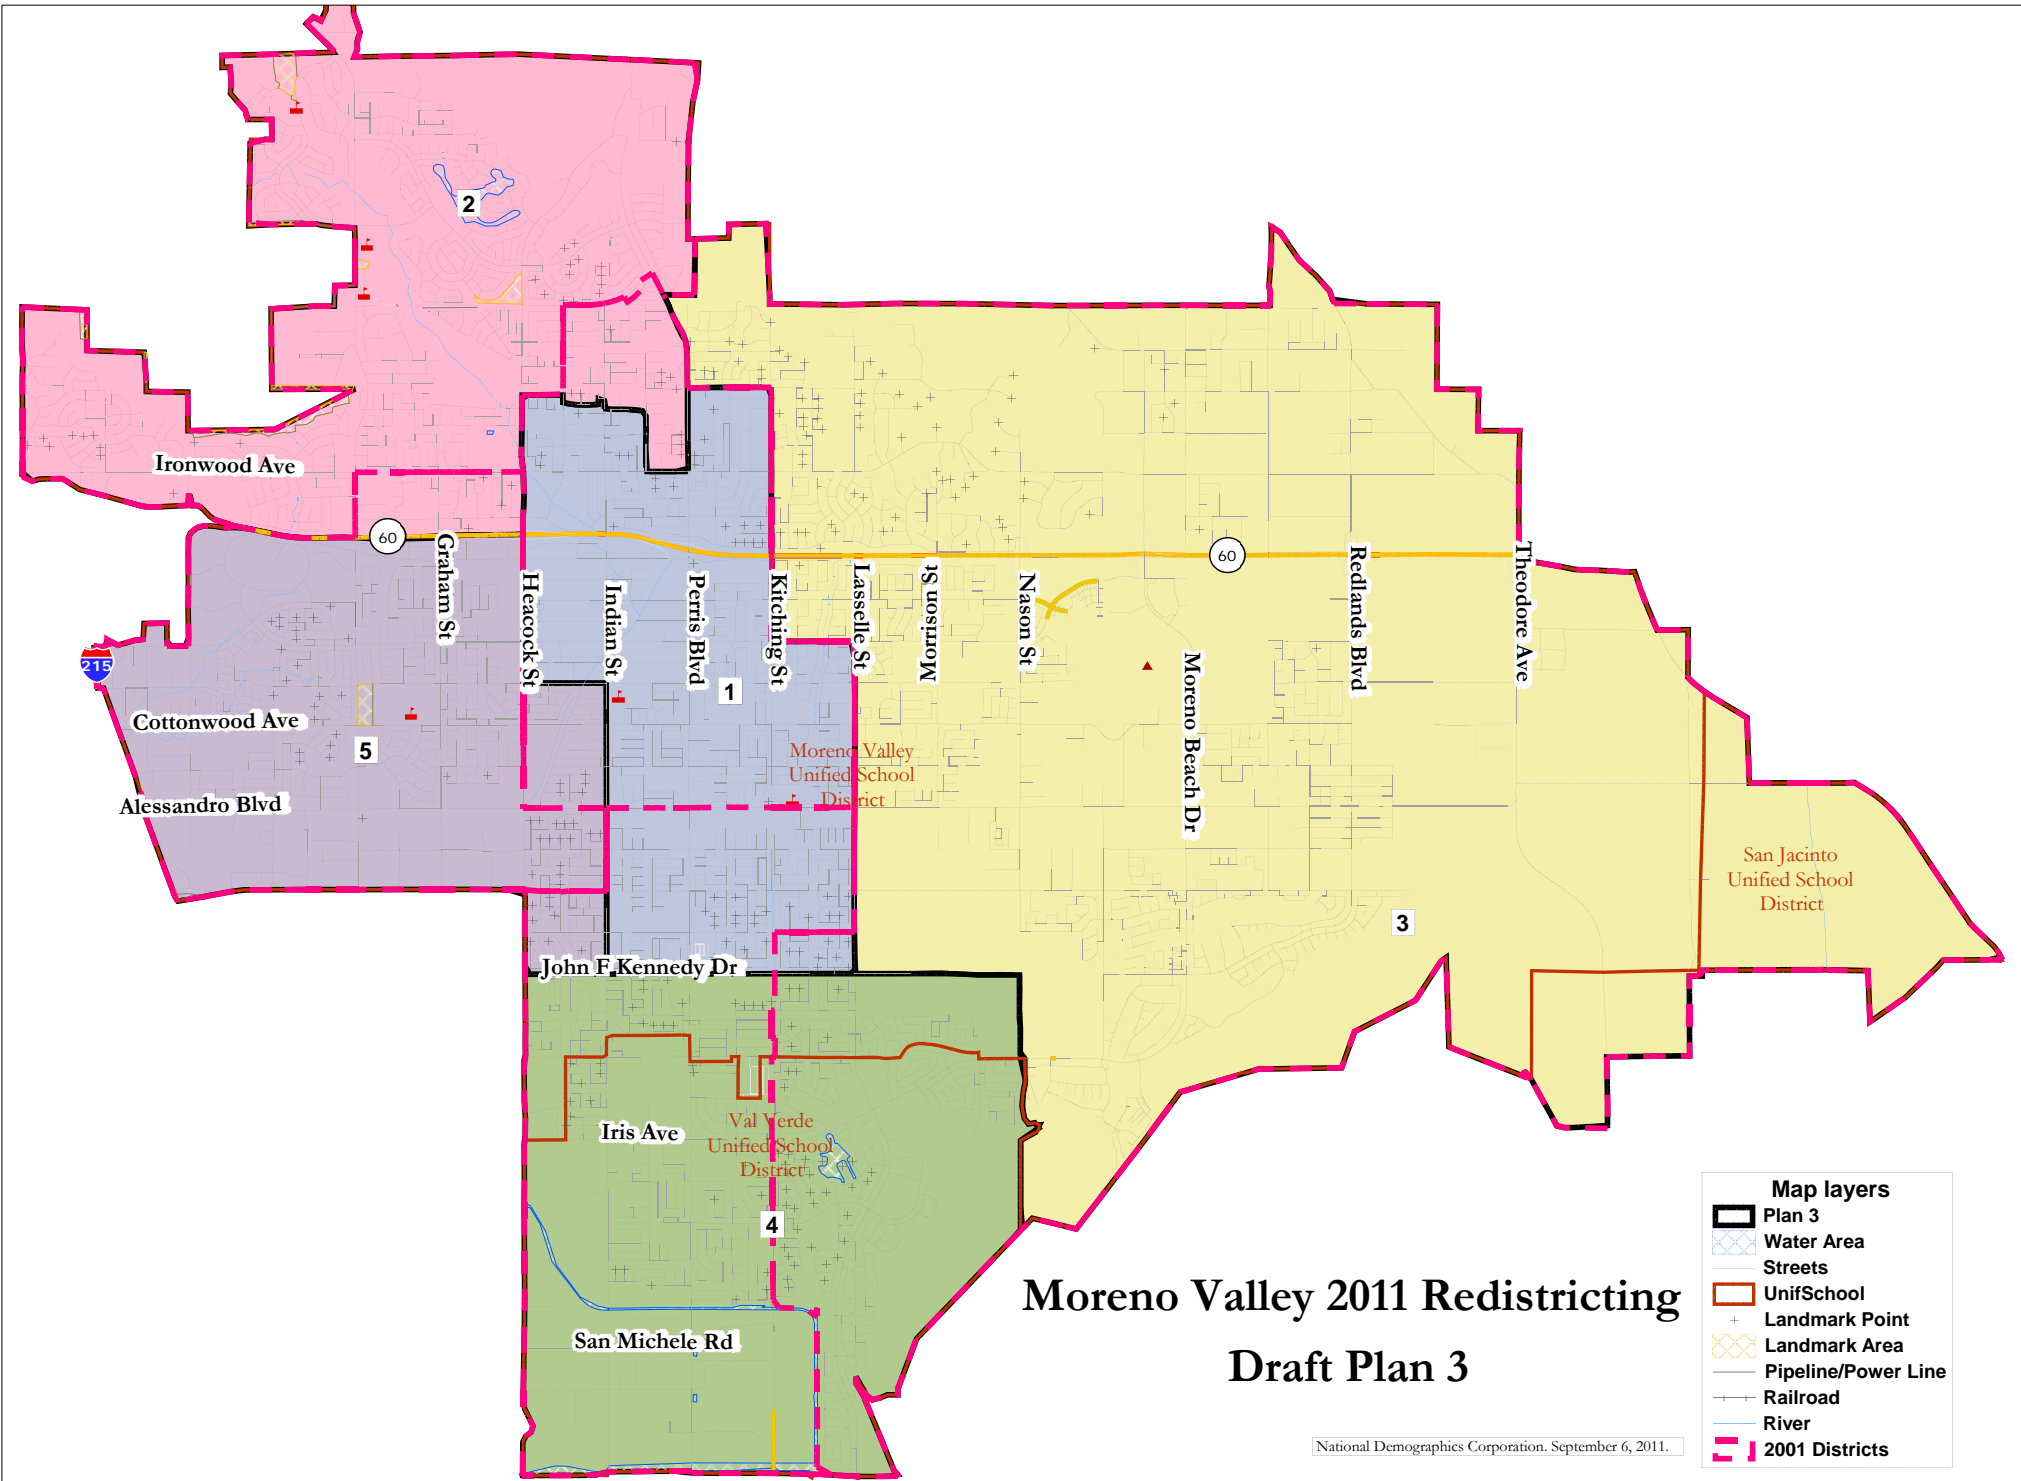 2
Ironwood Ave
60
Graham St
Heacock St
Indian St
Perris Blvd
Kitching St
Lasselle St
Morrison St
Nason St
60
Redlands Blvd
Theodore Ave
Moreno Beach Dr
215
1
Cottonwood Ave
5
Alessandro Blvd
Moreno Valley
Unified School
District
San Jacinto
Unified School
District
3
John F Kennedy Dr
Val Verde
Unified School
District
Iris Ave
4
San Michele Rd
Moreno Valley 2011 Redistricting
Draft Plan 3
National Demographics Corporation. September 6, 2011.
Map layers
Plan 3
Water Area
Streets
UnifSchool
Landmark Point
Landmark Area
Pipeline/Power Line
Railroad
River
2001 Districts